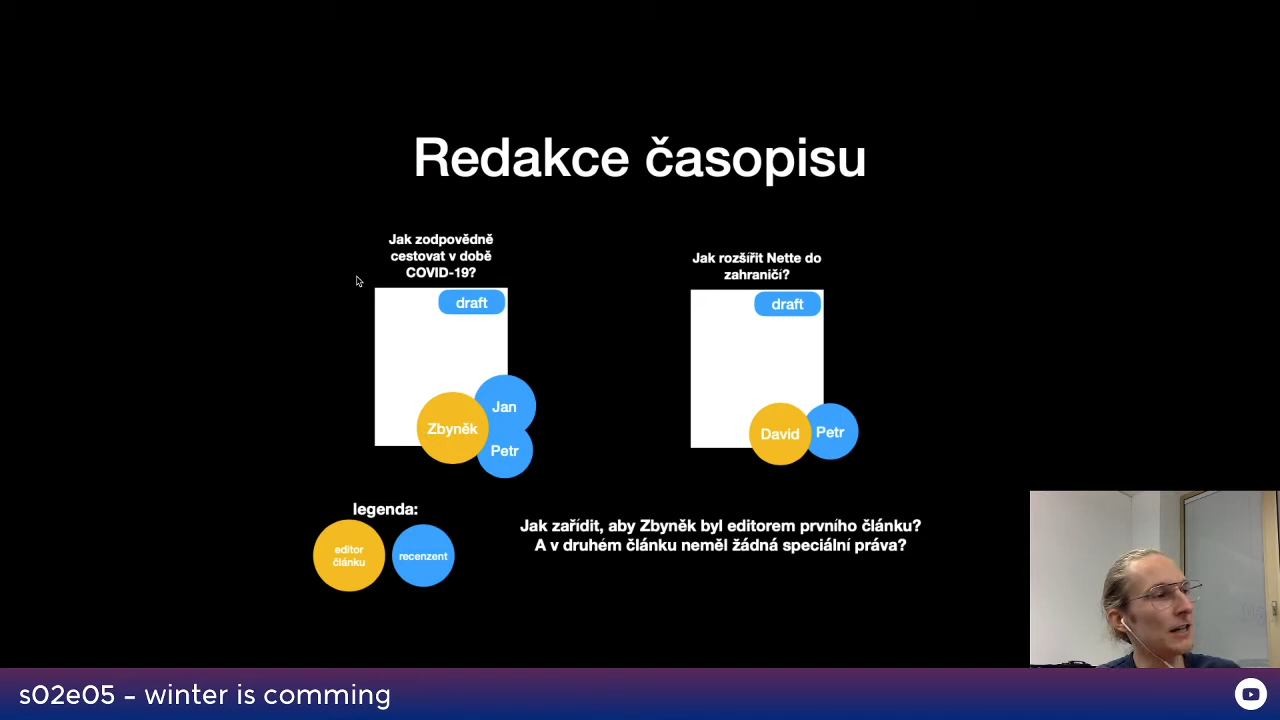 Redakce časopisu
Jak zodpovědně
cestovat v době
COVID-19?
draft
Zbyněk
Jan
Petr
Jak rozšířit Nette do
zahraničí?
draft
David
Petr
legenda:
editor
článku
recenzent
Jak zařídit, aby Zbyněk byl editorem prvního článku?
A v druhém článku neměl žádná speciální práva?
s02e05 - winter is comming